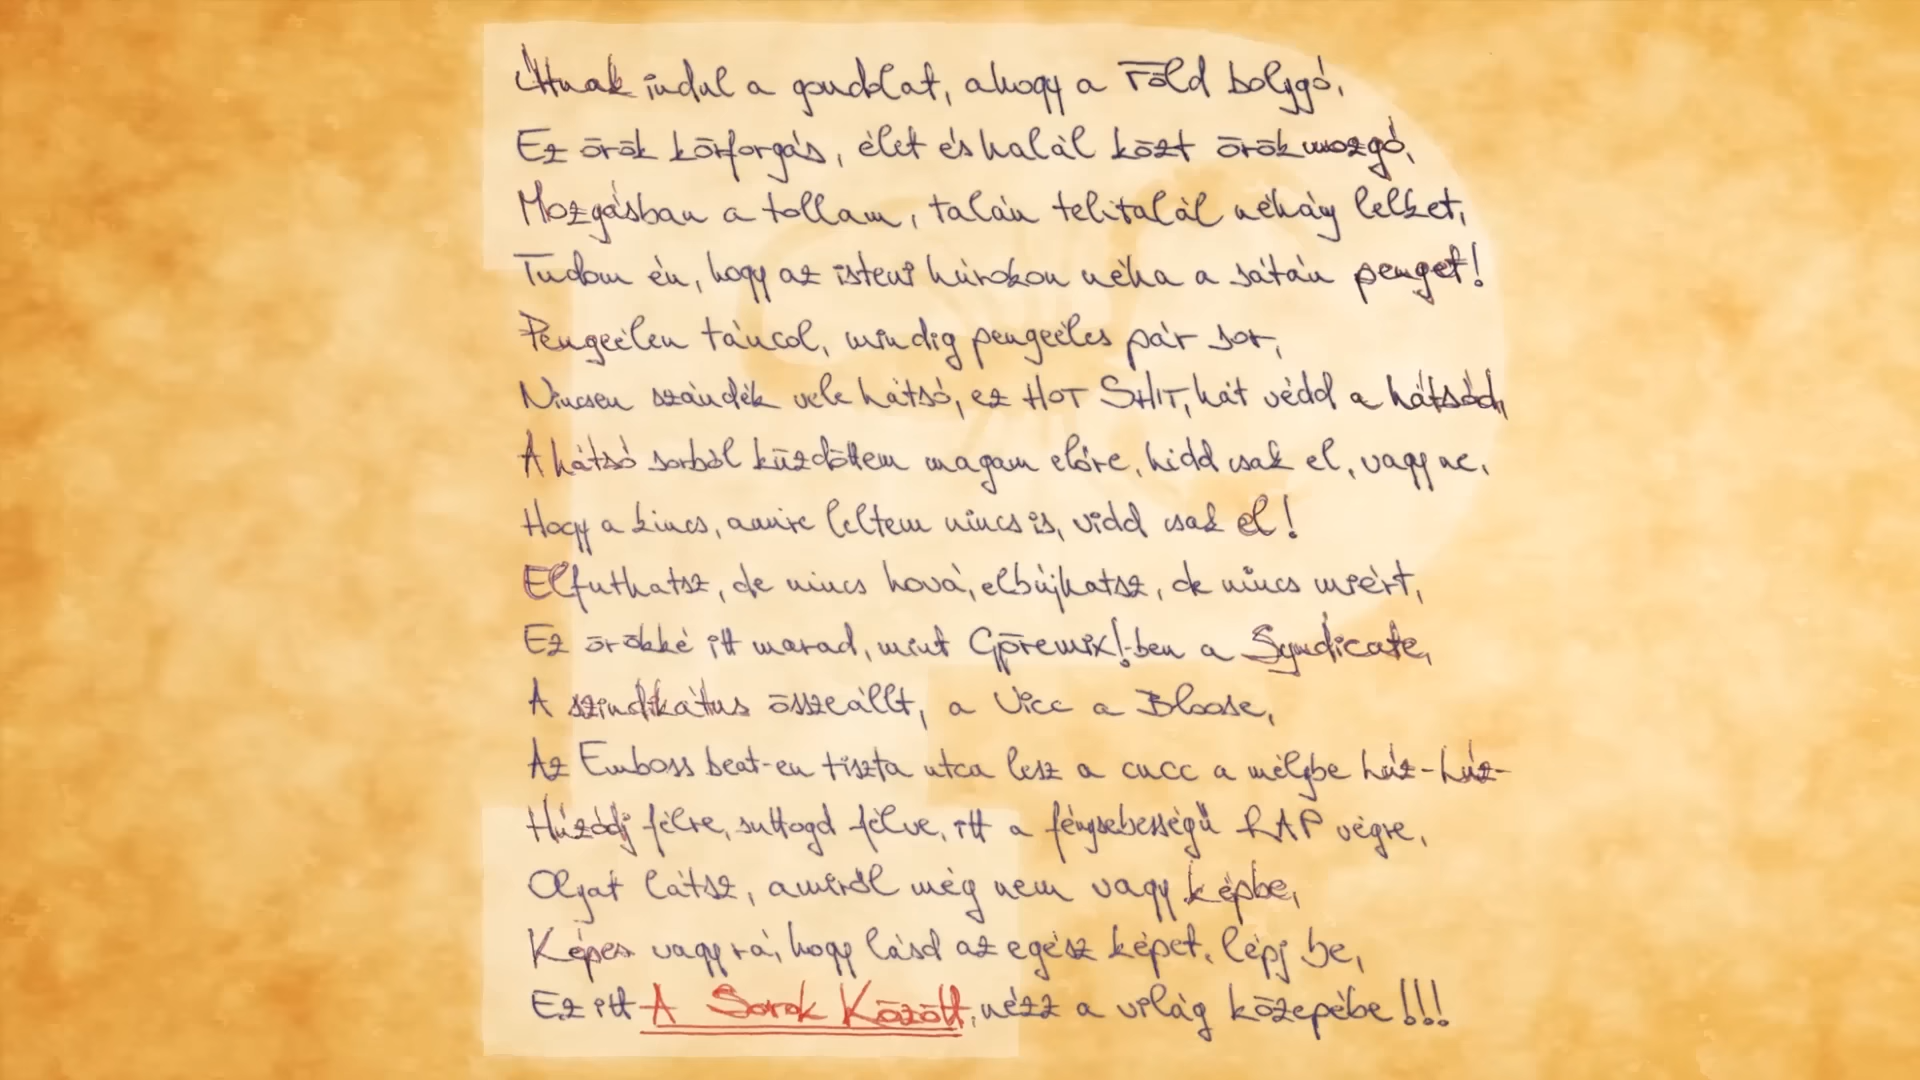 Útnak indul a gondolat, ahogy a Föld bolygó,
Ez örök körforgás, élet és halál közt örök mozgó,
Mozgásban a tollam, talán telitalál néhány lelket,
Tudom én, hogy az isteni húrokon néha a sátán penget!
Pengeélen táncol, mindig pengeéles pár sor,
Nincsen szándék vele hátsó, ez HOT SHIT, hát védd a hátsód,
A hátsó sorból küzdöttem magam előre, hidd csak el, vagy ne,
Hogy a kincs, amire leltem nincs is, vidd csak el!
Elfuthatsz, de nincs hová, elbújhatsz, de nincs miért,
Ez örökké itt marad, mint Gpremix!-ben a Syndicate,
A szindikátus összeállt, a Vicc a Bloose,
Az Emboss beat-en tiszta utca lesz a cucc a mélybe húz-húz-
Húzódj félre, suttogd félve, itt a fénysebességű RAP végre,
Olyat látsz, amiről még nem vagy képbe,
Képes vagy rá, hogy lásd az egész képet, lépj be,
Ez itt A Sorok Között, nézz a világ közepébe!!!